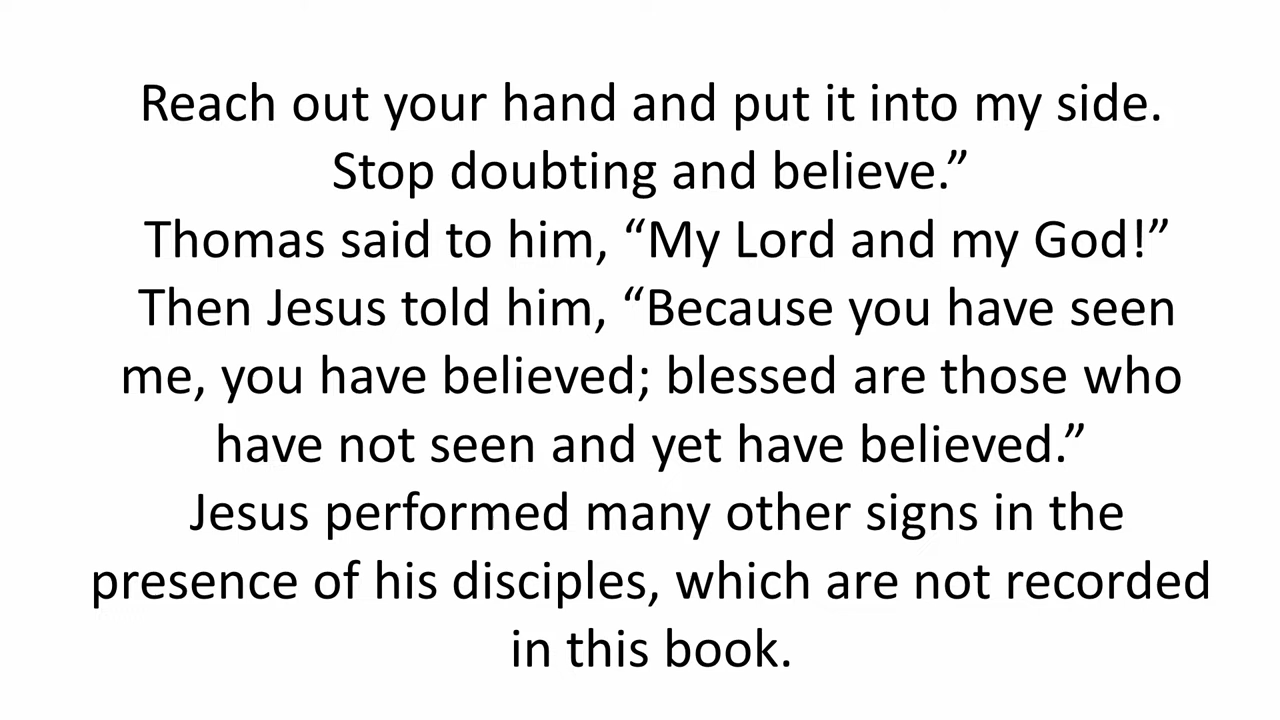 Reach out your hand and put it into my side.
Stop doubting and believe.”
Thomas said to him, “My Lord and my God!”
Then Jesus told him, “Because you have seen
me, you have believed; blessed are those who
have not seen and yet have believed.”
Jesus performed many other signs in the
presence of his disciples, which are not recorded
in this book.